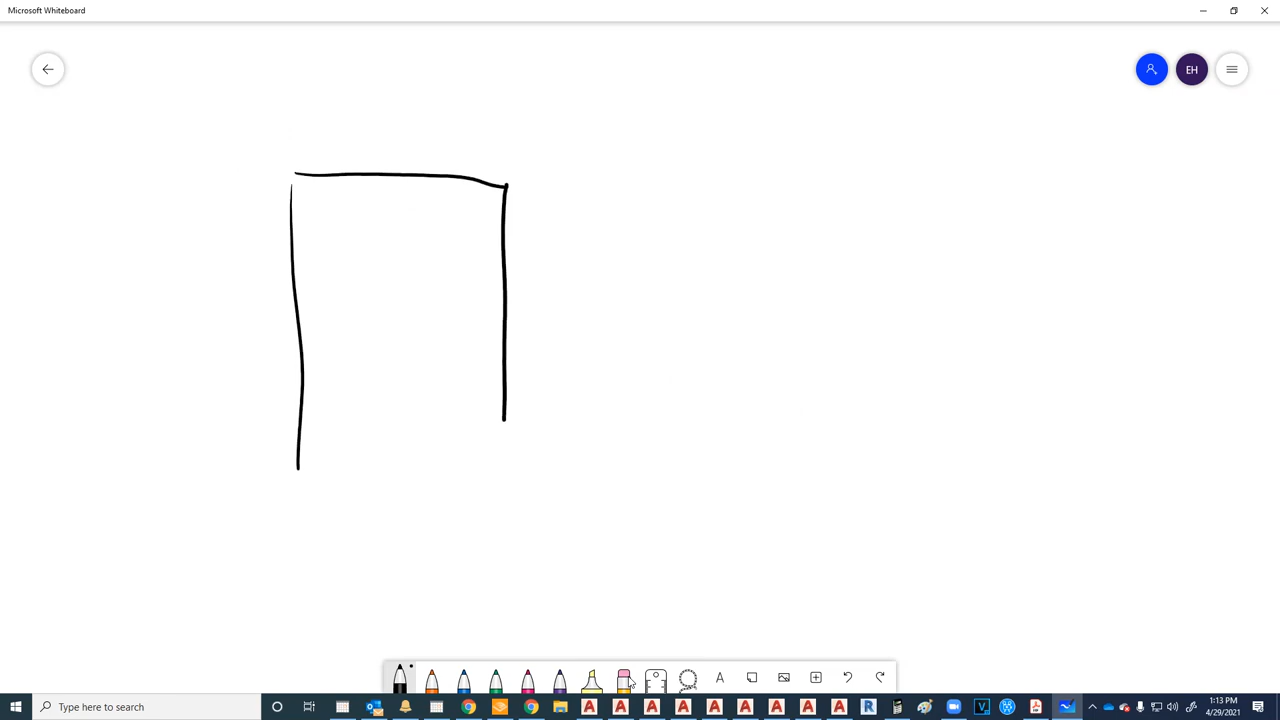 Microsoft Whiteboard
EH
A
Type here to search
1:13 PM
4/29/2021